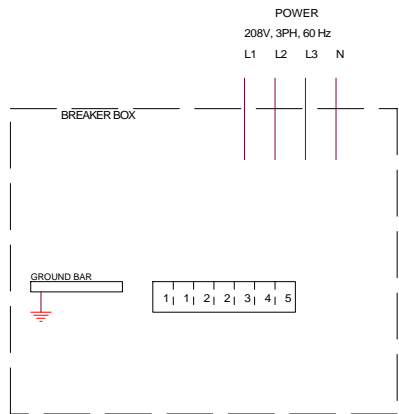 POWER
208V, 3PH, 60 Hz
L1 L2 L3 N
BREAKER BOX
GROUND BAR
1 1 2 2 3 4 5